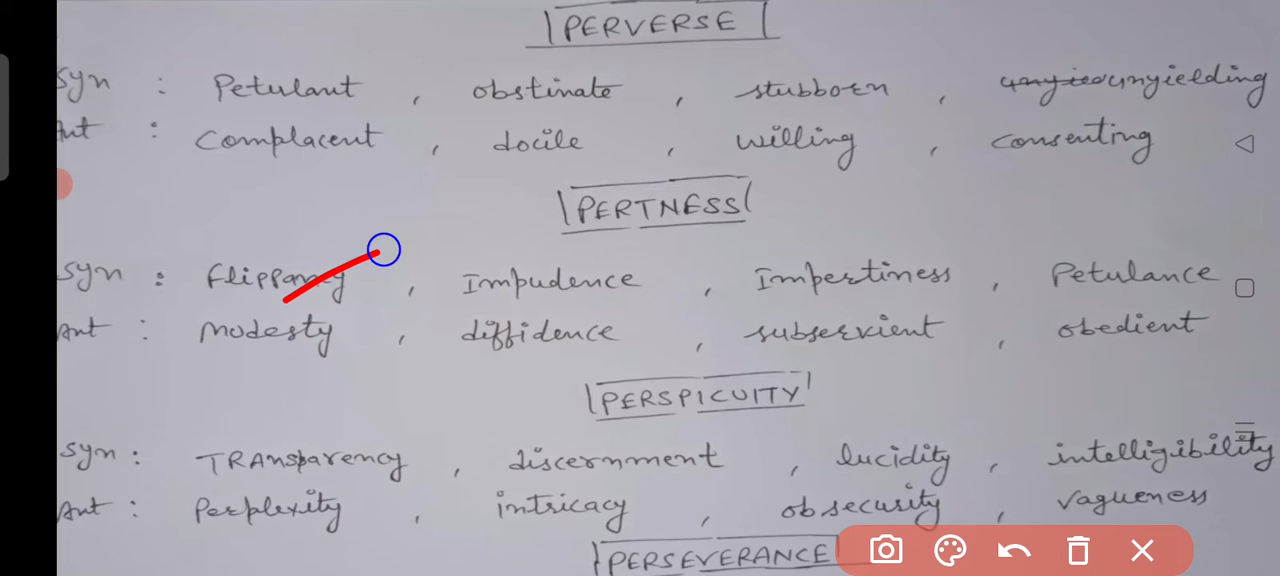 PERVERSE
Syn : Petulant , obstinate , stubborn , unyielding
Ant : Complacent , docile , willing , consenting
PERTNESS
Syn : Flippancy , Impudence , Impertiness , Petulance
Ant : Modesty , diffidence , subservient , obedient
PERSPICUITY
Syn : TRANsparency , discernment , lucidity , intelligibility
Ant : Perplexity , intricacy , obsecurity , vagueness
PERSEVERANCE